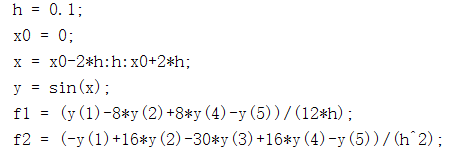 h = 0.1;
x0 = 0;
x = x0-2*h:h:x0+2*h;
y = sin(x);
f1 = (y(1)-8*y(2)+8*y(4)-y(5))/(12*h);
f2 = (-y(1)+16*y(2)-30*y(3)+16*y(4)-y(5))/(h^2);